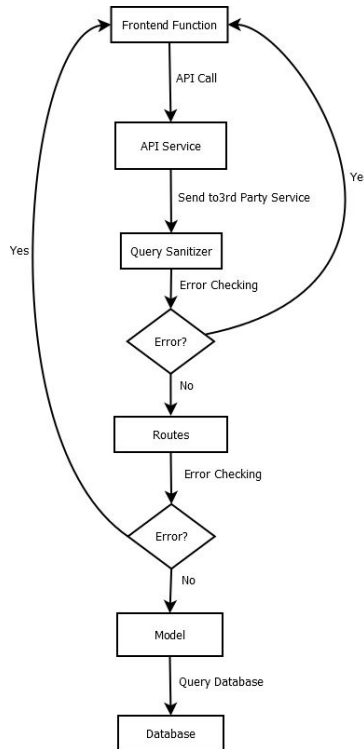 Frontend Function
API Call
API Service
Send to3rd Party Service
Query Sanitizer
Error Checking
Error?
Yes
Ye
No
Routes
Error Checking
Error?
No
Model
Query Database
Database